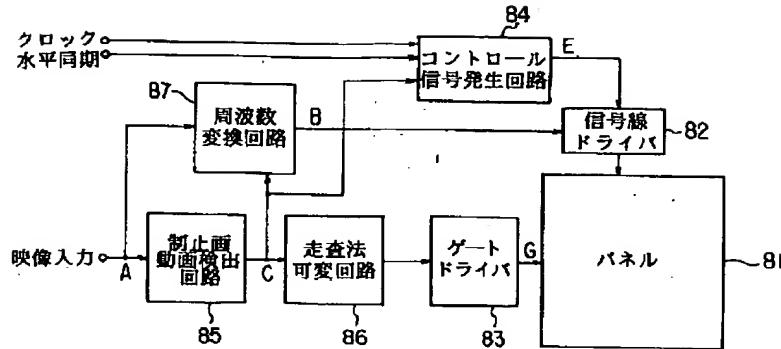 84
クロック
水平同期
コントロール
信号発生回路
E
87
周波数
変換回路
B
信号線
ドライバ
82
映像入力
A
制止画
動画検出
回路
85
C
走査法
可変回路
86
ゲート
ドライバ
83
G
パネル
81